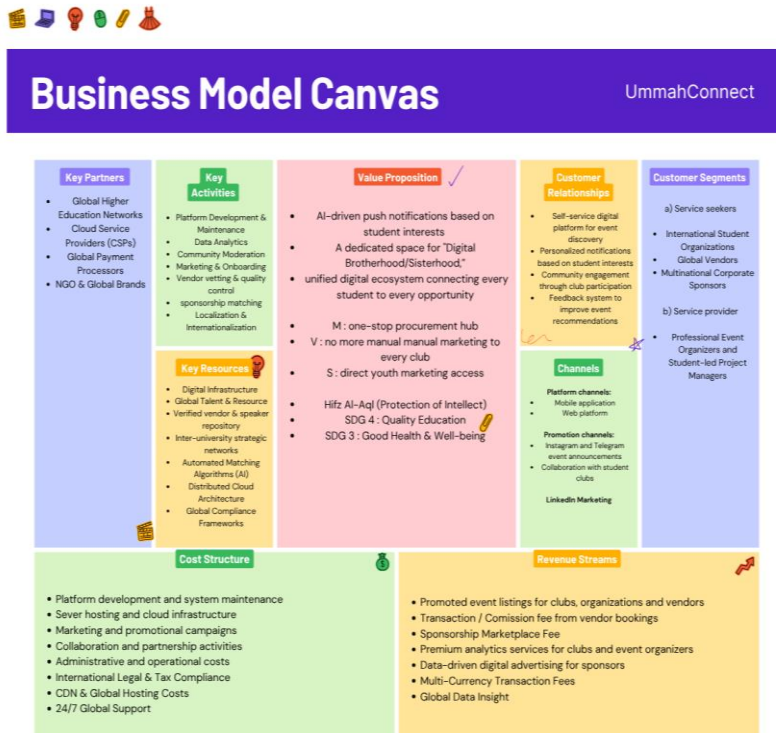 Business Model Canvas
UmmahConnect
Key Partners
• Global Higher
Education Networks
• Cloud Service
Providers (CSPs)
• Global Payment
Processors
• NGO & Global Brands
Key
Activities
• Platform Development &
Maintenance
• Data Analytics
• Community Moderation
• Marketing & Onboarding
• Vendor vetting & quality
control
• sponsorship matching
• Localization &
Internationalization
Key Resources
• Digital Infrastructure
• Global Talent & Resource
• Verified vendor & speaker
repository
• Inter-university strategic
networks
• Automated Matching
Algorithms (AI)
• Distributed Cloud
Architecture
• Global Compliance
Frameworks
Value Proposition
• AI-driven push notifications based on
student interests
• A dedicated space for "Digital
Brotherhood/Sisterhood,"
• unified digital ecosystem connecting every
student to every opportunity
• M : one-stop procurement hub
• V : no more manual manual marketing to
every club
• S : direct youth marketing access
• Hifz Al-Aql (Protection of Intellect)
• SDG 4 : Quality Education
• SDG 3 : Good Health & Well-being
Customer
Relationships
• Self-service digital
platform for event
discovery
• Personalized notifications
based on student interests
• Community engagement
through club participation
• Feedback system to
improve event
recommendations
Channels
Platform channels:
• Mobile application
• Web platform
Promotion channels:
• Instagram and Telegram
event announcements
• Collaboration with student
clubs
LinkedIn Marketing
Customer Segments
a) Service seekers
• International Student
Organizations
• Global Vendors
• Multinational Corporate
Sponsors
b) Service provider
• Professional Event
Organizers and
Student-led Project
Managers
Cost Structure
• Platform development and system maintenance
• Sever hosting and cloud infrastructure
• Marketing and promotional campaigns
• Collaboration and partnership activities
• Administrative and operational costs
• International Legal & Tax Compliance
• CDN & Global Hosting Costs
• 24/7 Global Support
Revenue Streams
• Promoted event listings for clubs, organizations and vendors
• Transaction / Comission fee from vendor bookings
• Sponsorship Marketplace Fee
• Premium analytics services for clubs and event organizers
• Data-driven digital advertising for sponsors
• Multi-Currency Transaction Fees
• Global Data Insight